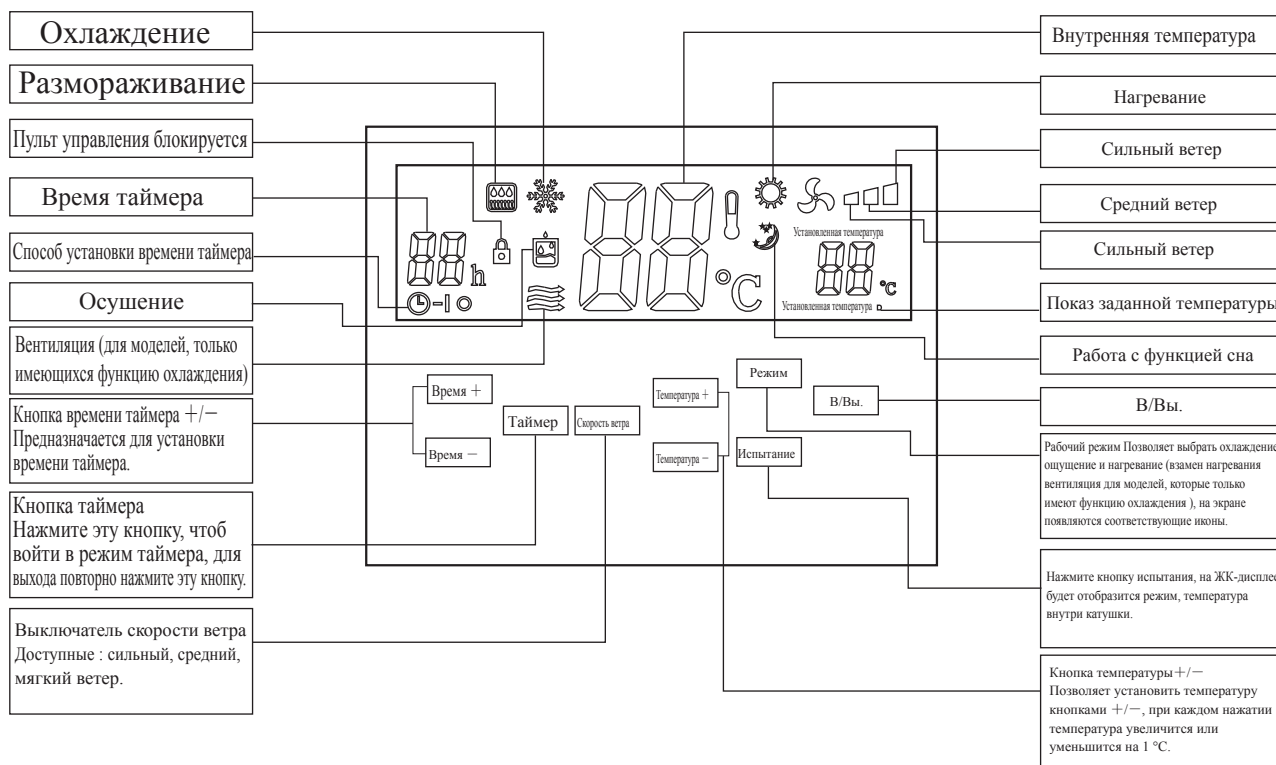 Охлаждение
Размораживание
Пульт управления блокируется
Время таймера
Способ установки времени таймера
Осушение
Вентиляция (для моделей, только
имеющихся функцию охлаждения)
Кнопка времени таймера +/−
Предназначается для установки
времени таймера.
Кнопка таймера
Нажмите эту кнопку, чтоб
войти в режим таймера, для
выхода повторно нажмите эту кнопку.
Выключатель скорости ветра
Доступные : сильный, средний,
мягкий ветер.
88 h
88 °C
Установленная температура
88 °C
Установленная температура n
Время +
Время −
Таймер
Скорость ветра
Температура +
Температура −
Режим
Испытание
В/Вы.
Внутренняя температура
Нагревание
Сильный ветер
Средний ветер
Сильный ветер
Показ заданной температуры
Работа с функцией сна
В/Вы.
Рабочий режим Позволяет выбрать охлаждение
ощущение и нагревание (взамен нагревания
вентиляция для моделей, которые только
имеют функцию охлаждения ), на экране
появляются соответствующие иконы.
Нажмите кнопку испытания, на ЖК-дисплее
будет отобразится режим, температура
внутри катушки.
Кнопка температуры+/−
Позволяет установить температуру
кнопками +/−, при каждом нажатии
температура увеличится или
уменьшится на 1 °C.